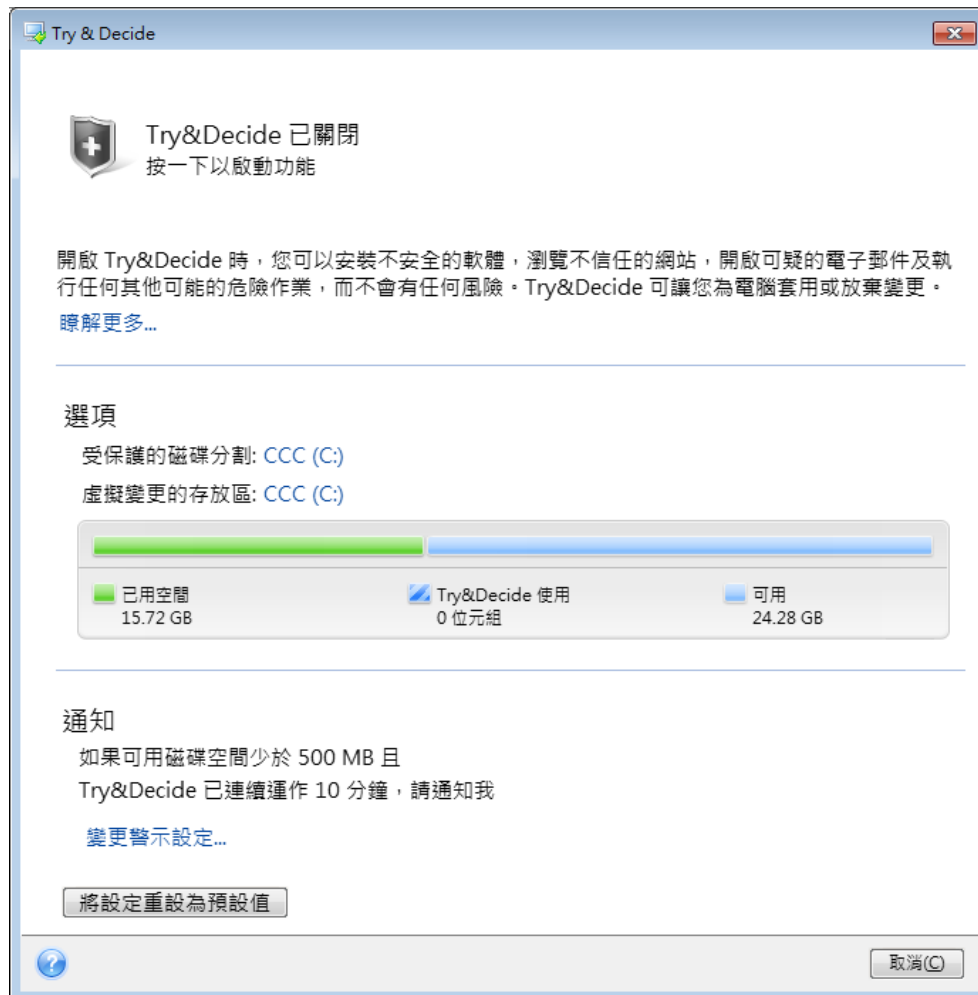 Try & Decide
Try&Decide 已關閉
按一下以啟動功能
開啟 Try&Decide 時，您可以安裝不安全的軟體，瀏覽不信任的網站，開啟可疑的電子郵件及執
行任何其他可能的危險作業，而不會有任何風險。Try&Decide 可讓您為電腦套用或放棄變更。
瞭解更多...
選項
受保護的磁碟分割: CCC (C:)
虛擬變更的存放區: CCC (C:)
已用空間
15.72 GB
Try&Decide 使用
0 位元組
可用
24.28 GB
通知
如果可用磁碟空間少於 500 MB 且
Try&Decide 已連續運作 10 分鐘，請通知我
變更警示設定...
將設定重設為預設值
取消(C)